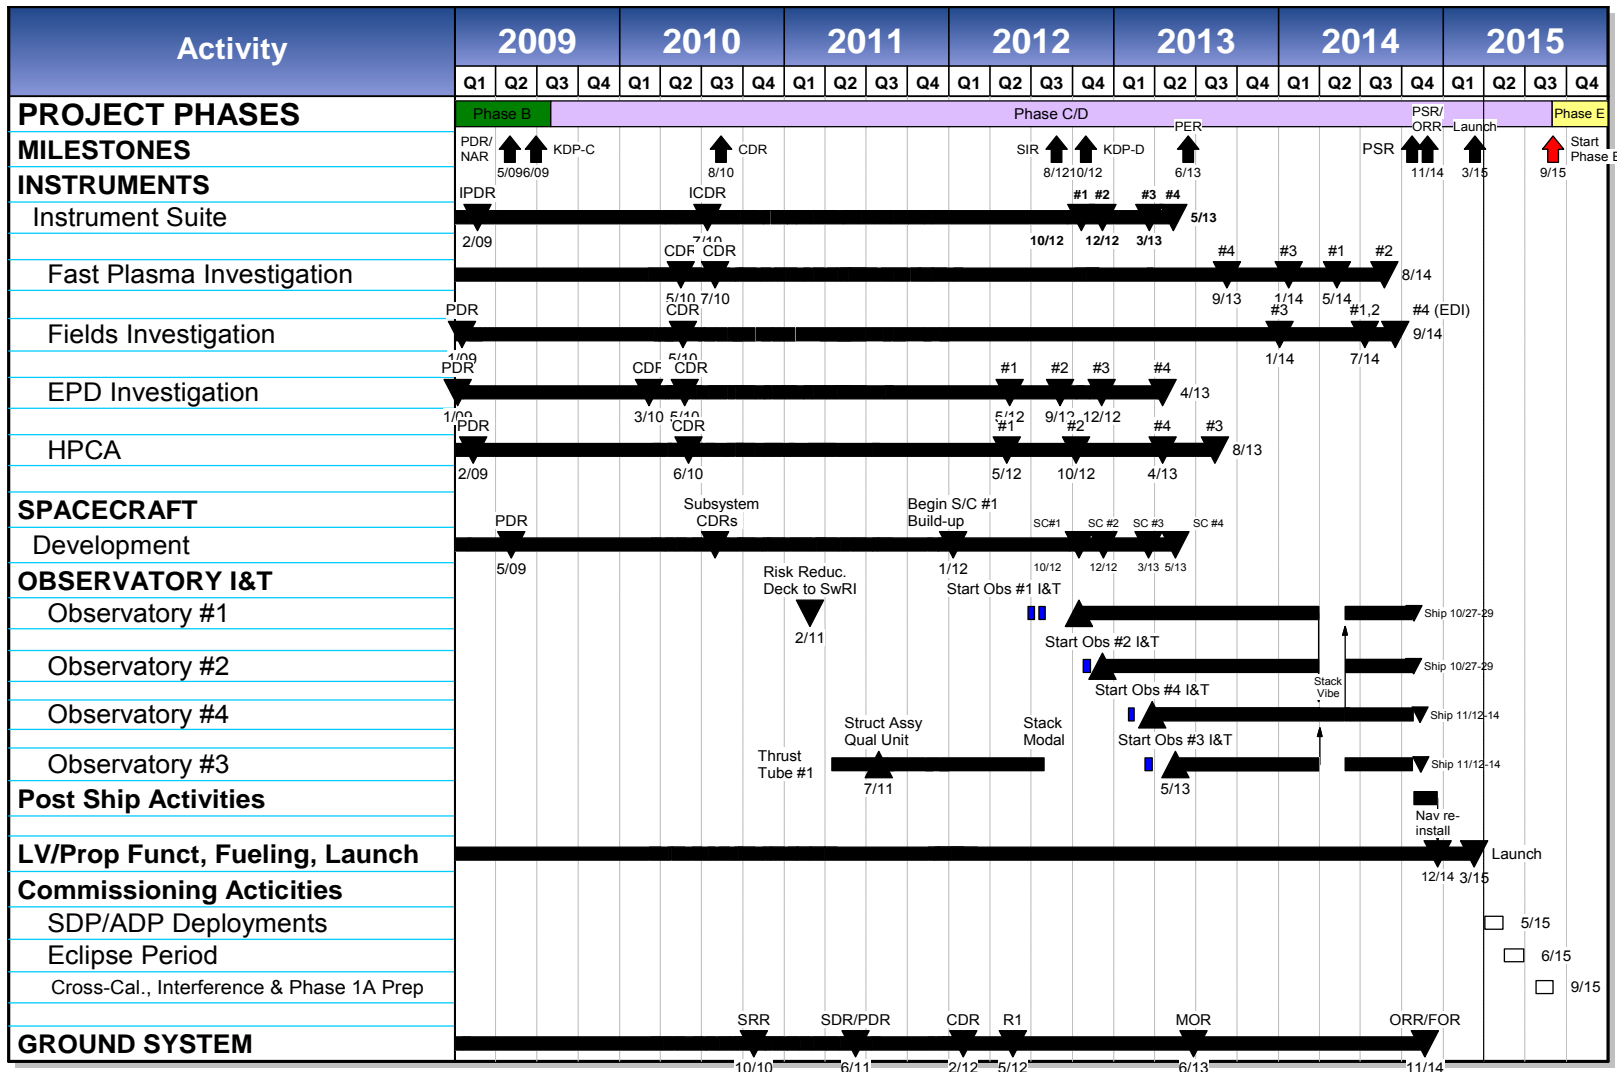 Activity 2009 2010 2011 2012 2013 2014 2015
Q1 Q2 Q3 Q4 Q1 Q2 Q3 Q4 Q1 Q2 Q3 Q4 Q1 Q2 Q3 Q4 Q1 Q2 Q3 Q4 Q1 Q2 Q3 Q4 Q1 Q2 Q3 Q4
PROJECT PHASES Phase B Phase C/D Phase E
MILESTONES
PDR/
NAR
5/09 6/09
KDP-C
CDR
8/10
SIR
8/12 10/12
KDP-D
PER
6/13
PSR
PSR/
ORR
11/14
Launch
3/15
9/15
Start
Phase E
INSTRUMENTS
Instrument Suite
IPDR ICDR #1 #2 #3 #4
2/09 7/10 10/12 12/12 3/13 5/13
Fast Plasma Investigation
CDR CDR #4 #3 #1 #2
5/10 7/10 9/13 1/14 5/14 8/14
Fields Investigation
PDR CDR #3 #1,2 #4 (EDI)
1/09 5/10 1/14 7/14 9/14
EPD Investigation
PDR CDR CDR #1 #2 #3 #4
1/09 3/10 5/10 5/12 9/12 12/12 4/13
HPCA
PDR CDR #1 #2 #4 #3
2/09 6/10 5/12 10/12 4/13 8/13
SPACECRAFT
Development
PDR
Subsystem
CDRs
Begin S/C #1
Build-up
SC#1 SC #2 SC #3 SC #4
5/09 1/12 10/12 12/12 3/13 5/13
OBSERVATORY I&T
Risk Reduc.
Deck to SwRI
2/11
Observatory #1
Start Obs #1 I&T
Ship 10/27-29
Observatory #2
Start Obs #2 I&T
Ship 10/27-29
Stack
Vibe
Observatory #4
Start Obs #4 I&T
Ship 11/12-14
Observatory #3
Thrust
Tube #1
Struct Assy
Qual Unit
7/11
Stack
Modal
Start Obs #3 I&T
5/13
Ship 11/12-14
Post Ship Activities
Nav re-
install
LV/Prop Funct, Fueling, Launch
12/14 3/15
Launch
Commissioning Acticities
SDP/ADP Deployments 5/15
Eclipse Period 6/15
Cross-Cal., Interference & Phase 1A Prep 9/15
GROUND SYSTEM
SRR SDR/PDR CDR R1 MOR ORR/FOR
10/10 6/11 2/12 5/12 6/13 11/14